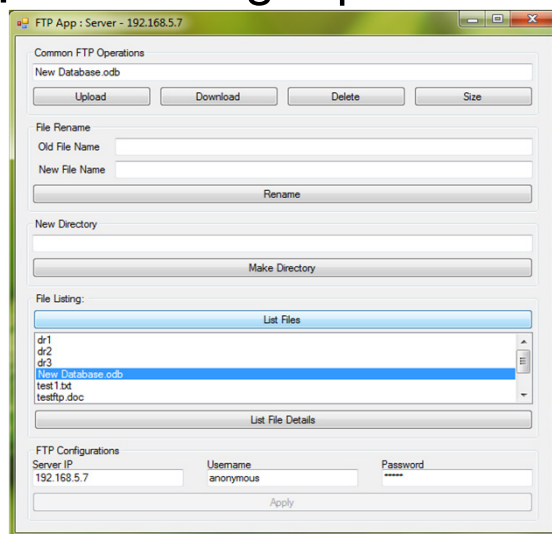 FTP App : Server - 192.168.5.7
Common FTP Operations
New Database.odb
Upload Download Delete Size
File Rename
Old File Name
New File Name
Rename
New Directory
Make Directory
File Listing:
List Files
dr1
dr2
dr3
New Database.odb
test1.txt
testftp.doc
List File Details
FTP Configurations
Server IP Username Password
192.168.5.7 anonymous *****
Apply